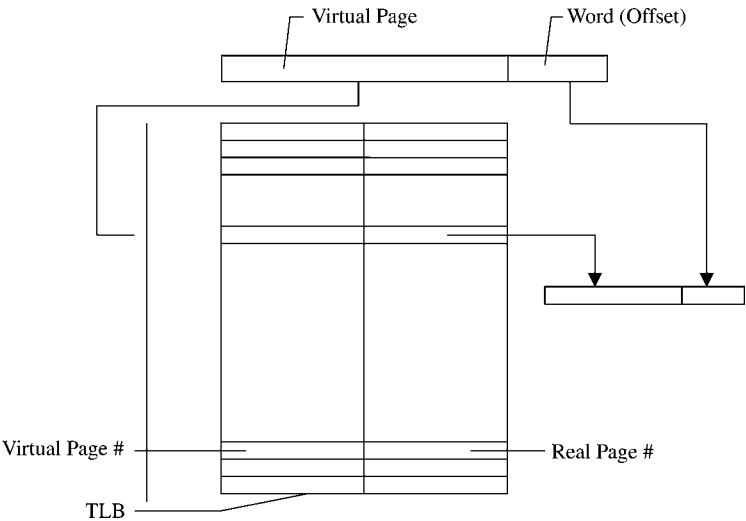 Virtual Page
Word (Offset)
Virtual Page #
Real Page #
TLB